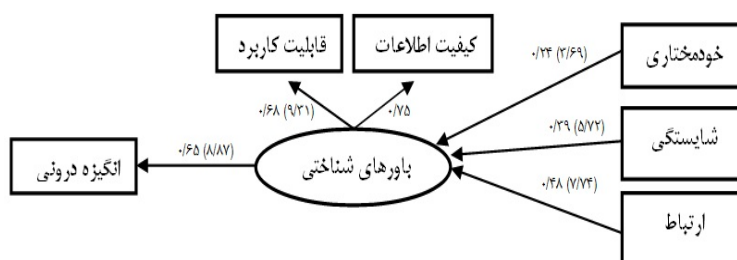 کیفیت اطلاعات
قابلیت کاربرد
خودمختاری
۰/۲۴ (۳/۶۹)
۰/۷۵
۰/۶۸ (۹/۳۱)
شایستگی
۰/۳۹ (۵/۷۲)
باورهای شناختی
۰/۶۵ (۸/۸۷)
انگیزه درونی
۰/۴۸ (۷/۷۴)
ارتباط